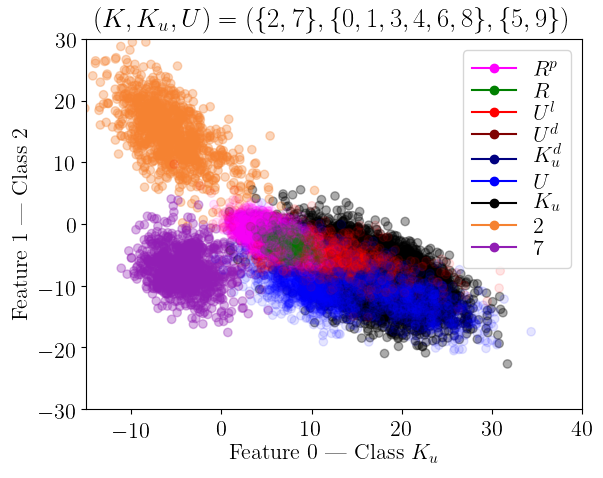 (K, K_u, U) = ({2, 7}, {0, 1, 3, 4, 6, 8}, {5, 9})
30
20
10
0
−10
−20
−30
Feature 1 — Class 2
R^p
R
U^l
U^d
K_u^d
U
K_u
2
7
−10
0
10
20
30
40
Feature 0 — Class K_u